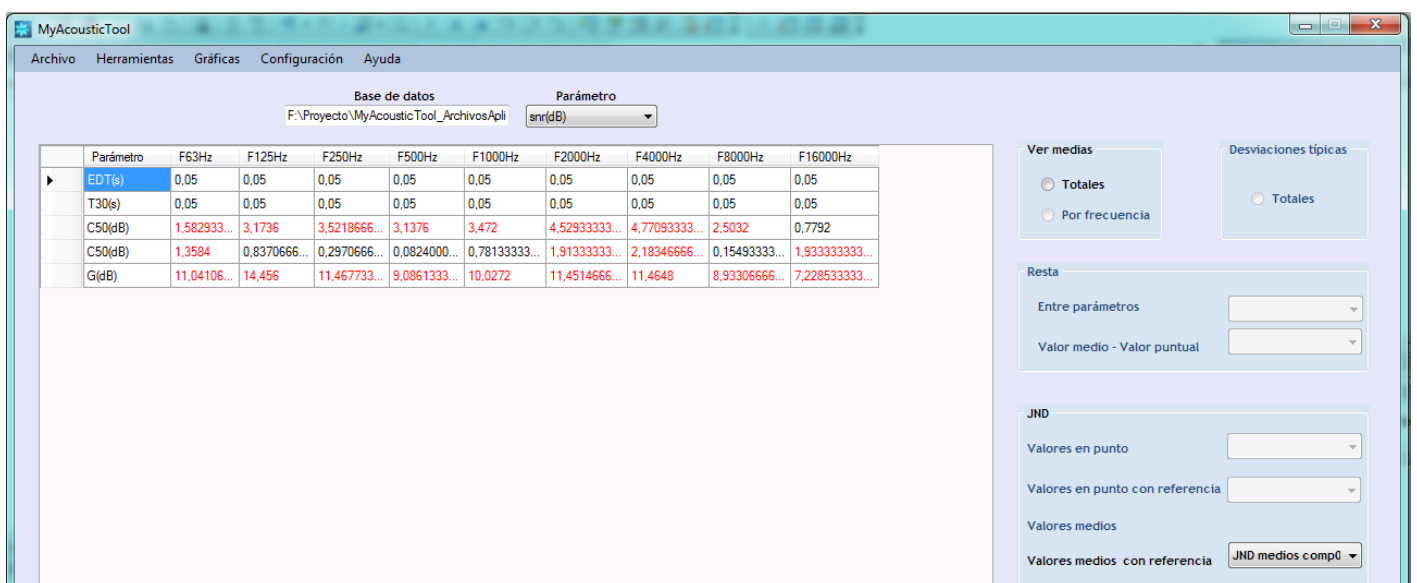 MyAcousticTool
Archivo Herramientas Gráficas Configuración Ayuda
Base de datos Parámetro
F:\Proyecto\MyAcousticTool_ArchivosApli snr(dB)
Parámetro F63Hz F125Hz F250Hz F500Hz F1000Hz F2000Hz F4000Hz F8000Hz F16000Hz
EDT(s) 0,05 0,05 0,05 0,05 0,05 0,05 0,05 0,05 0,05
T30(s) 0,05 0,05 0,05 0,05 0,05 0,05 0,05 0,05 0,05
C50(dB) 1,582933... 3,1736 3,5218666... 3,1376 3,472 4,52933333... 4,77093333... 2,5032 0,7792
C50(dB) 1,3584 0,8370666... 0,2970666... 0,0824000... 0,78133333... 1,91333333... 2,18346666... 0,15493333... 1,933333333...
G(dB) 11,04106... 14,456 11,467733... 9,0861333... 10,0272 11,4514666... 11,4648 8,93306666... 7,228533333...
Ver medias
Totales
Por frecuencia
Desviaciones típicas
Totales
Resta
Entre parámetros
Valor medio - Valor puntual
JND
Valores en punto
Valores en punto con referencia
Valores medios
Valores medios con referencia JND medios comp0